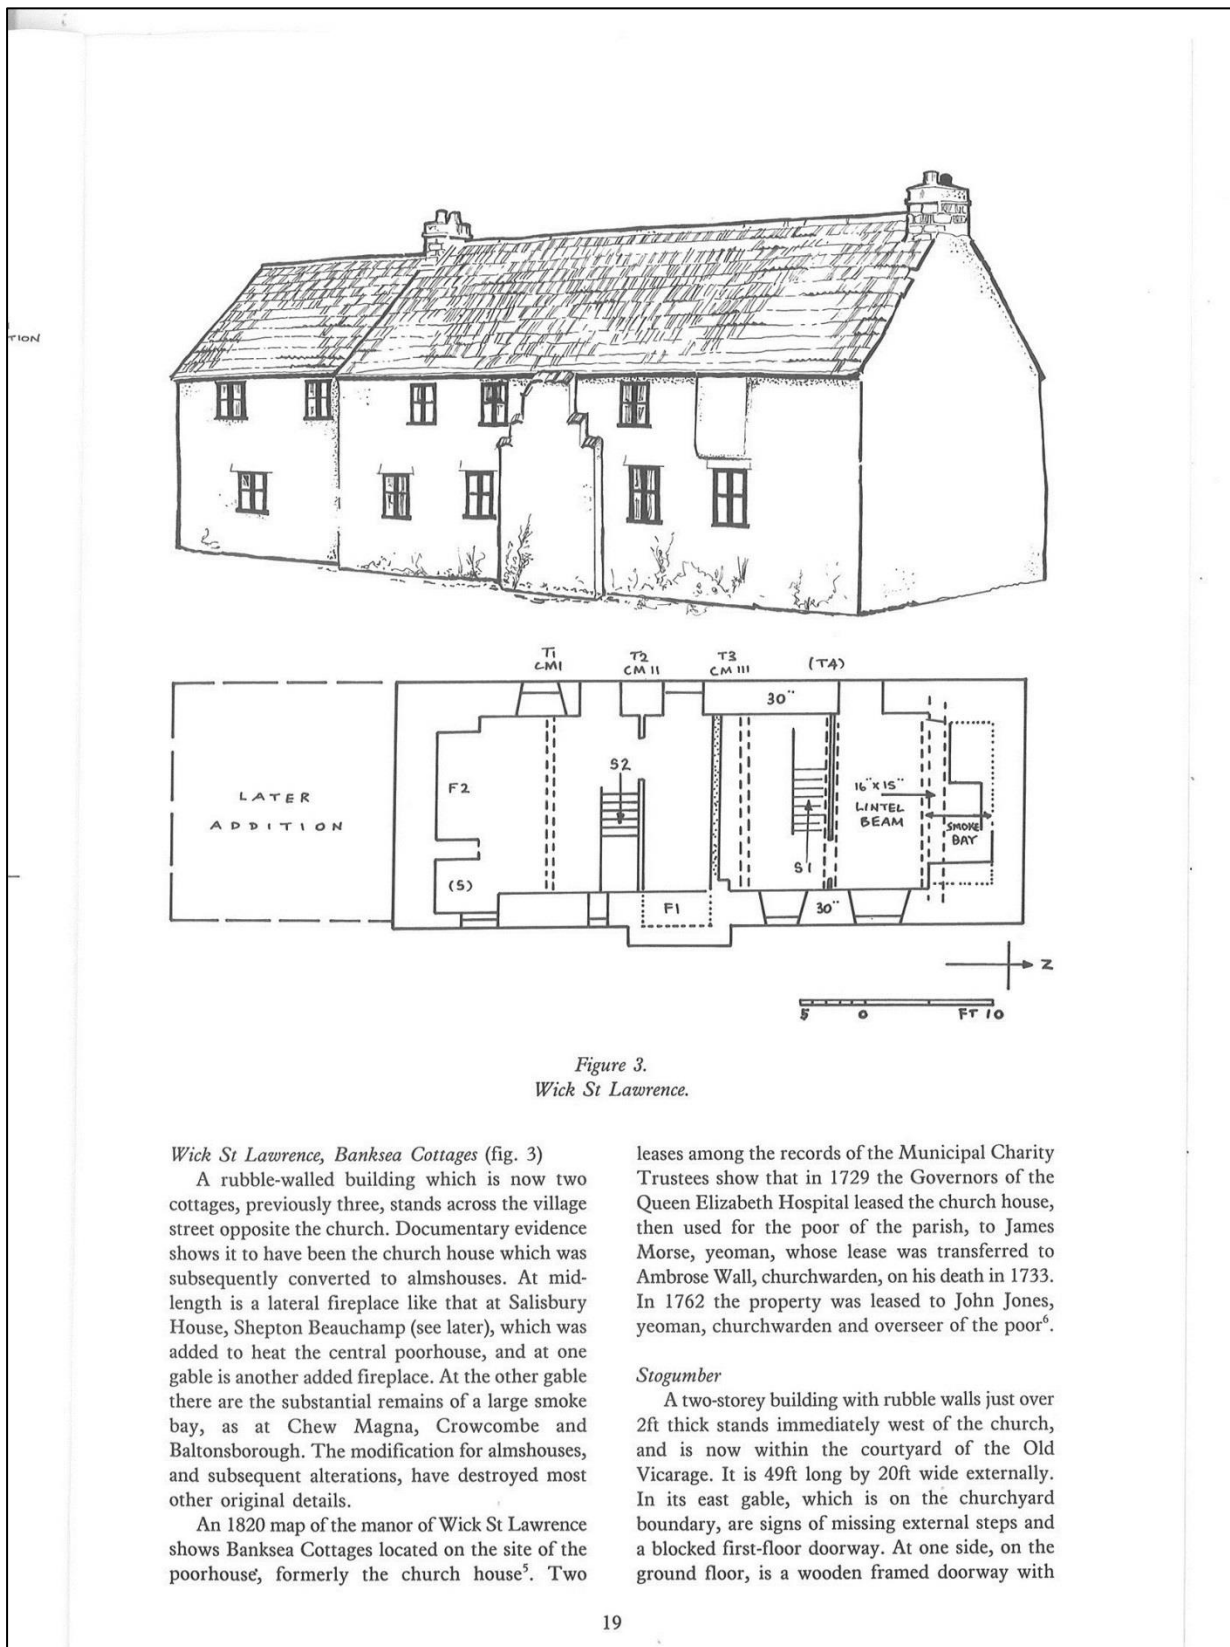 TION
T1
CM I
T2
CM II
T3
CM III
(T4)
30"
S2
F2
LATER
ADDITION
16"x15"
LINTEL
BEAM
SMOKE
BAY
S1
(S)
F1
30"
Z
5 0 FT 10
Figure 3.
Wick St Lawrence.
Wick St Lawrence, Banksea Cottages (fig. 3)
A rubble-walled building which is now two
cottages, previously three, stands across the village
street opposite the church. Documentary evidence
shows it to have been the church house which was
subsequently converted to almshouses. At mid-
length is a lateral fireplace like that at Salisbury
House, Shepton Beauchamp (see later), which was
added to heat the central poorhouse, and at one
gable is another added fireplace. At the other gable
there are the substantial remains of a large smoke
bay, as at Chew Magna, Crowcombe and
Baltonsborough. The modification for almshouses,
and subsequent alterations, have destroyed most
other original details.
An 1820 map of the manor of Wick St Lawrence
shows Banksea Cottages located on the site of the
poorhouse, formerly the church house⁵. Two
leases among the records of the Municipal Charity
Trustees show that in 1729 the Governors of the
Queen Elizabeth Hospital leased the church house,
then used for the poor of the parish, to James
Morse, yeoman, whose lease was transferred to
Ambrose Wall, churchwarden, on his death in 1733.
In 1762 the property was leased to John Jones,
yeoman, churchwarden and overseer of the poor⁶.
Stogumber
A two-storey building with rubble walls just over
2ft thick stands immediately west of the church,
and is now within the courtyard of the Old
Vicarage. It is 49ft long by 20ft wide externally.
In its east gable, which is on the churchyard
boundary, are signs of missing external steps and
a blocked first-floor doorway. At one side, on the
ground floor, is a wooden framed doorway with
19